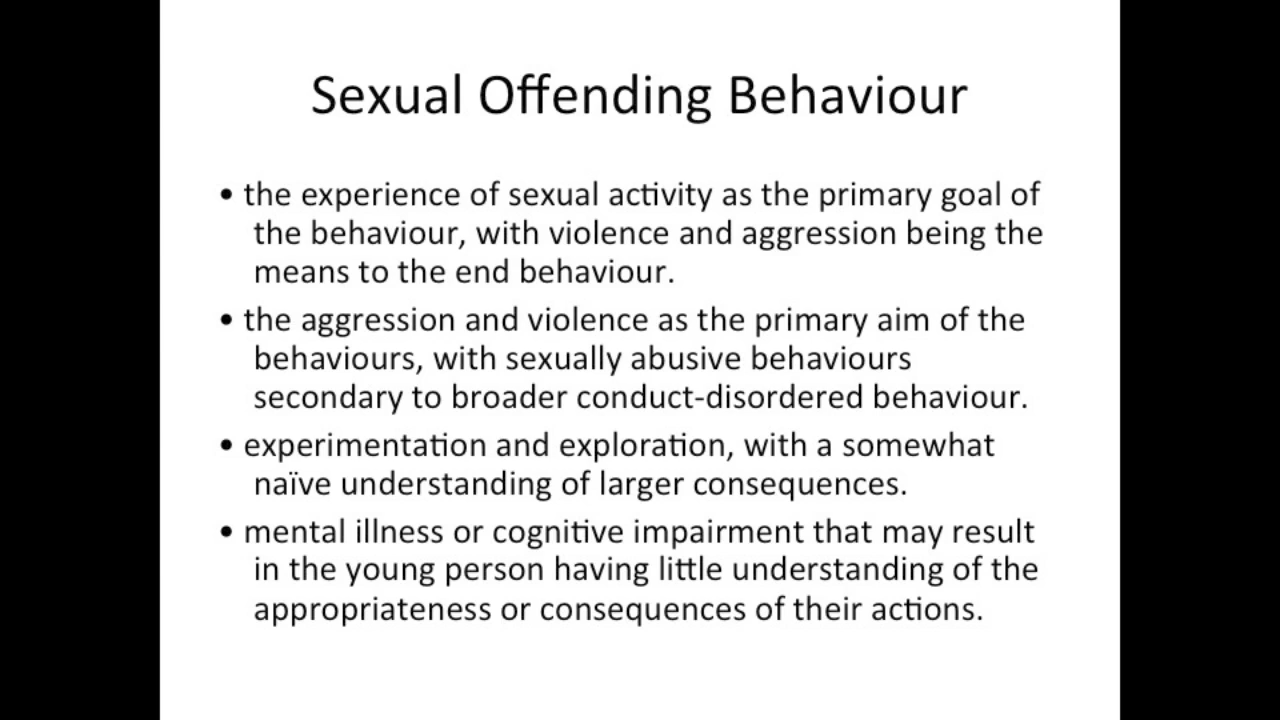 Sexual Offending Behaviour
• the experience of sexual activity as the primary goal of
the behaviour, with violence and aggression being the
means to the end behaviour.
• the aggression and violence as the primary aim of the
behaviours, with sexually abusive behaviours
secondary to broader conduct-disordered behaviour.
• experimentation and exploration, with a somewhat
naïve understanding of larger consequences.
• mental illness or cognitive impairment that may result
in the young person having little understanding of the
appropriateness or consequences of their actions.